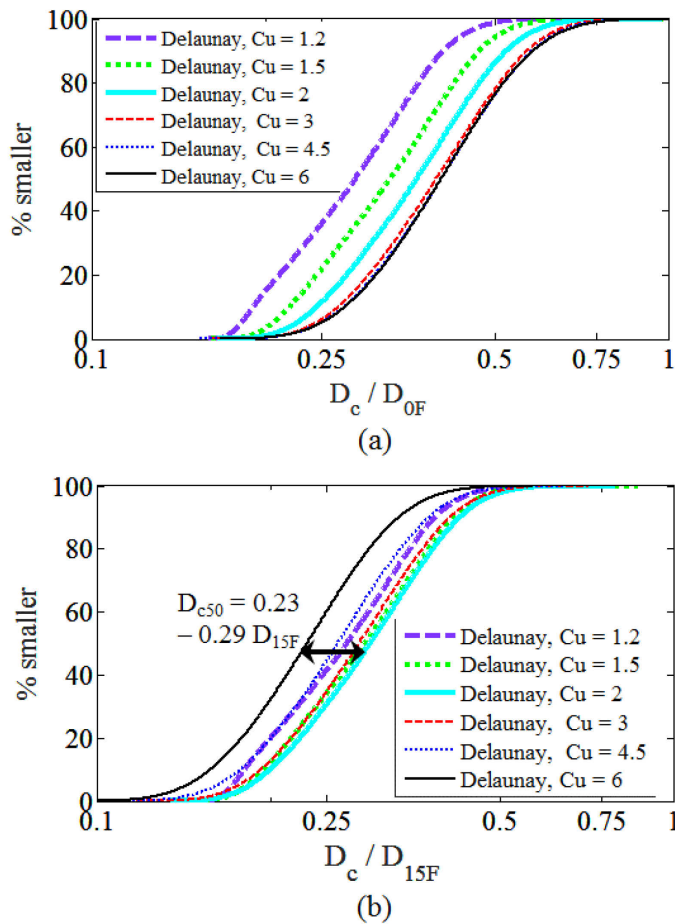 100
80
60
40
20
0
% smaller
Delaunay, Cu = 1.2
Delaunay, Cu = 1.5
Delaunay, Cu = 2
Delaunay, Cu = 3
Delaunay, Cu = 4.5
Delaunay, Cu = 6
0.1 0.25 0.5 0.75 1
Dc / D0F
(a)
100
80
60
40
20
0
% smaller
Dc50 = 0.23
– 0.29 D15F
Delaunay, Cu = 1.2
Delaunay, Cu = 1.5
Delaunay, Cu = 2
Delaunay, Cu = 3
Delaunay, Cu = 4.5
Delaunay, Cu = 6
0.1 0.25 0.5 0.75 1
Dc / D15F
(b)